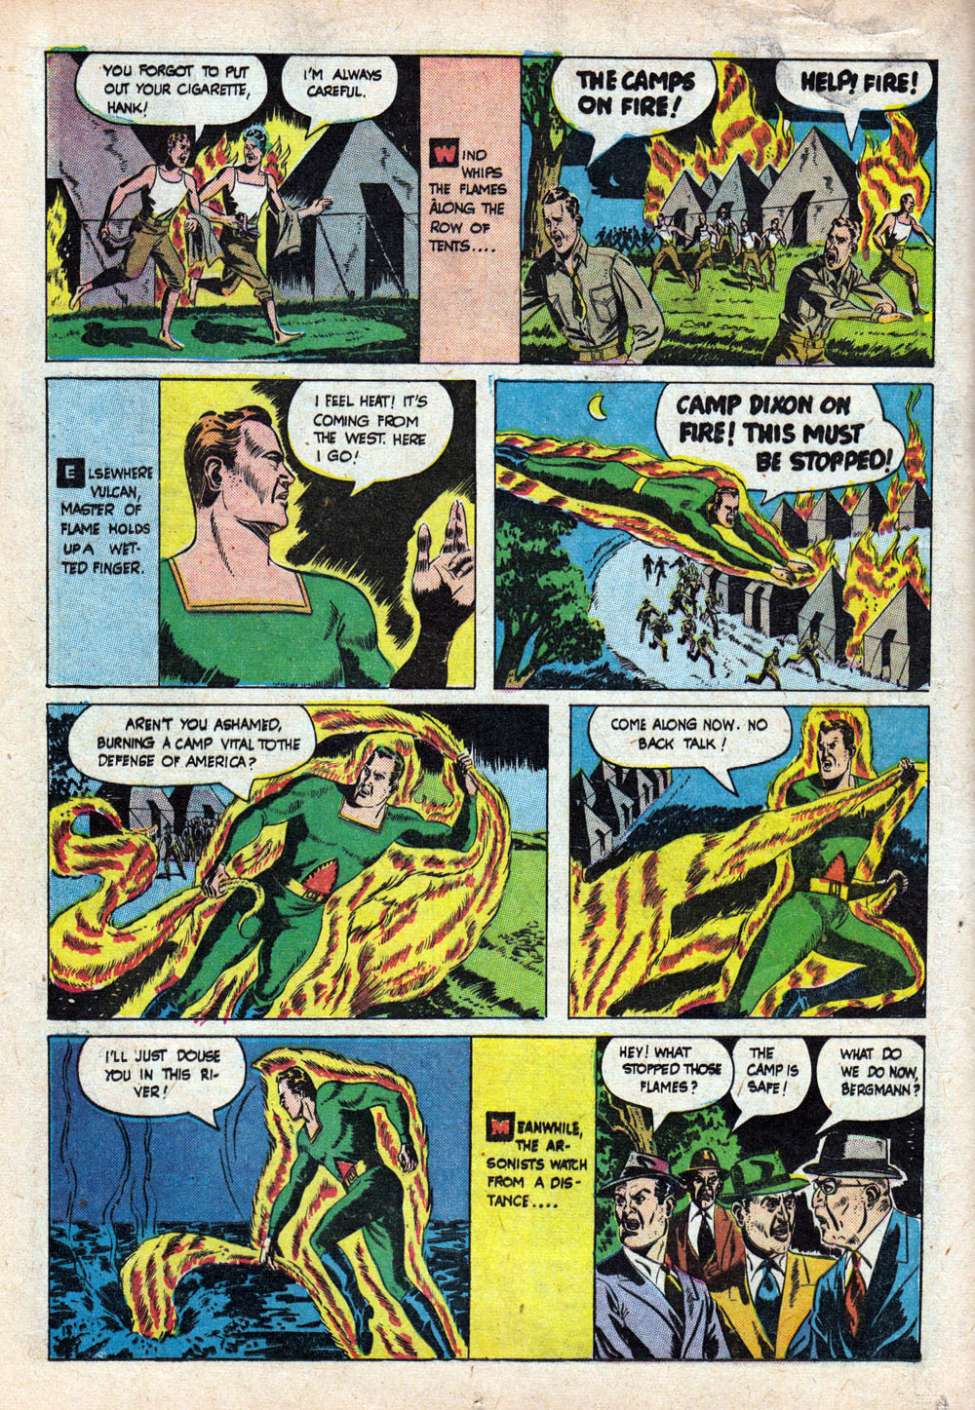 YOU FORGOT TO PUT
OUT YOUR CIGARETTE,
HANK!
I'M ALWAYS
CAREFUL.
WIND
WHIPS
THE FLAMES
ALONG THE
ROW OF
TENTS....
THE CAMPS
ON FIRE!
HELP! FIRE!
ELSEWHERE
VULCAN,
MASTER OF
FLAME HOLDS
UP A WET-
TED FINGER.
I FEEL HEAT! IT'S
COMING FROM
THE WEST. HERE
I GO!
CAMP DIXON ON
FIRE! THIS MUST
BE STOPPED!
AREN'T YOU ASHAMED,
BURNING A CAMP VITAL TO THE
DEFENSE OF AMERICA?
COME ALONG NOW. NO
BACK TALK!
I'LL JUST DOUSE
YOU IN THIS RI-
VER!
MEANWHILE,
THE AR-
SONISTS WATCH
FROM A DIS-
TANCE....
HEY! WHAT
STOPPED THOSE
FLAMES?
THE
CAMP IS
SAFE!
WHAT DO
WE DO NOW,
BERGMANN?